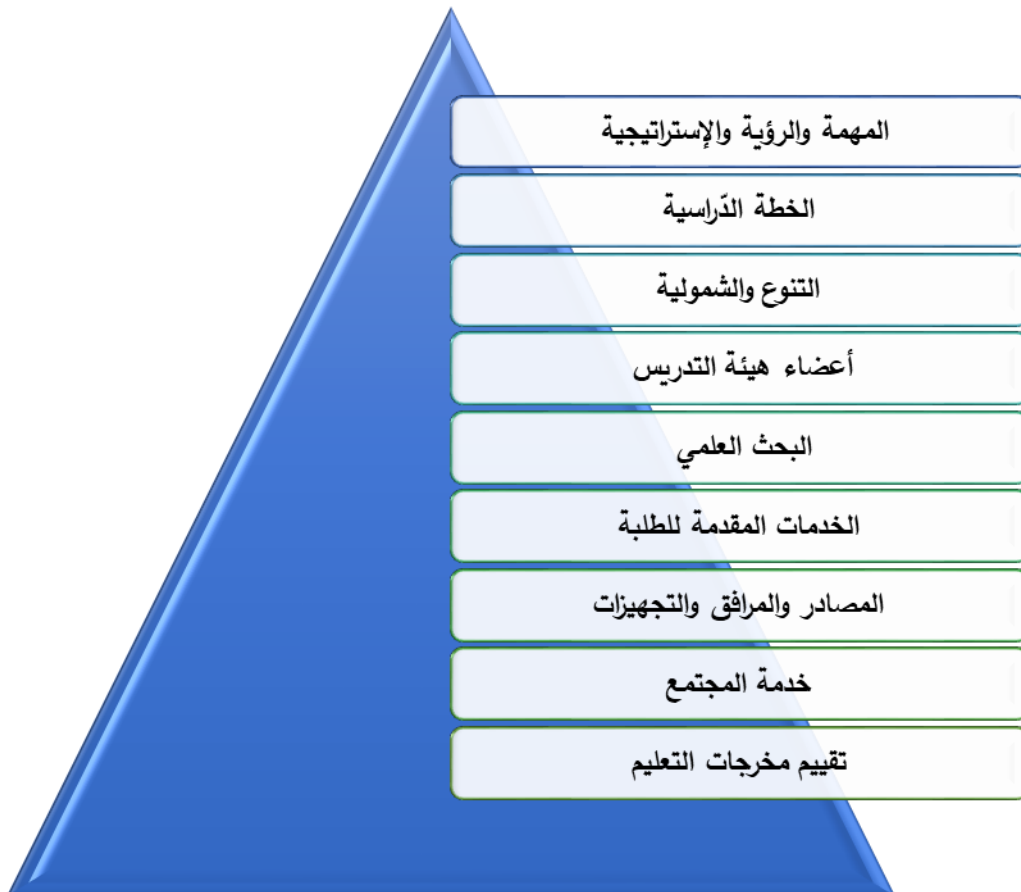 المهمة والرؤية والإستراتيجية
الخطة الدّراسية
التنوع والشمولية
أعضاء هيئة التدريس
البحث العلمي
الخدمات المقدمة للطلبة
المصادر والمرافق والتجهيزات
خدمة المجتمع
تقييم مخرجات التعليم